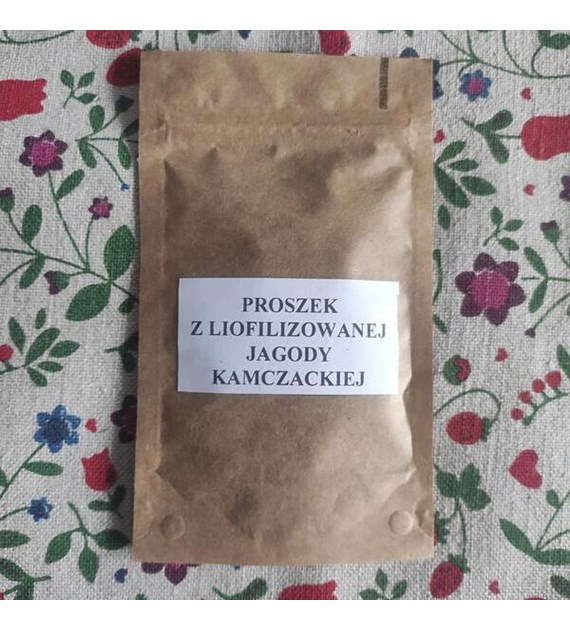 PROSZEK
Z LIOFILIZOWANEJ
JAGODY
KAMCZACKIEJ